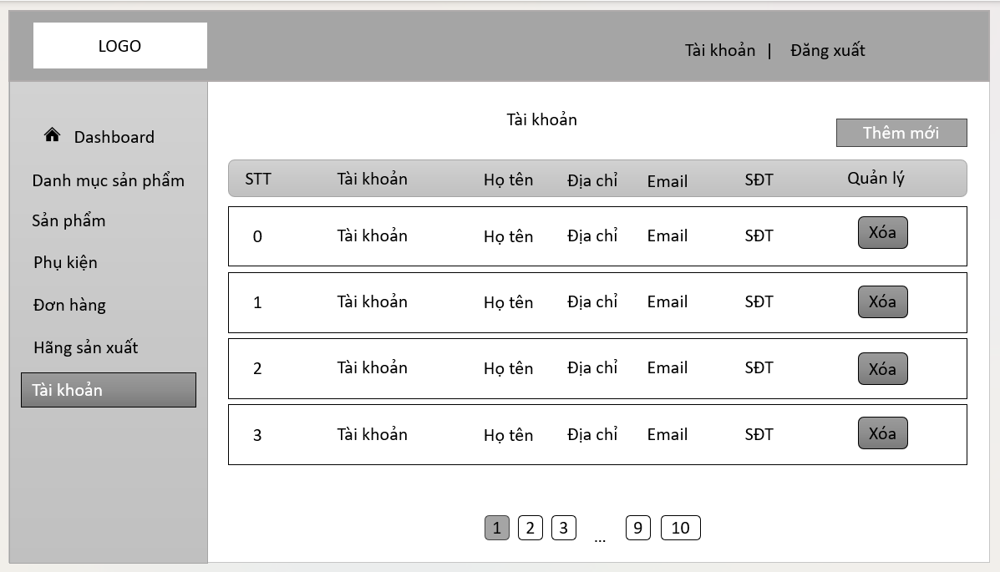 LOGO
Tài khoản | Đăng xuất
Dashboard
Danh mục sản phẩm
Sản phẩm
Phụ kiện
Đơn hàng
Hãng sản xuất
Tài khoản
Tài khoản
Thêm mới
STT Tài khoản Họ tên Địa chỉ Email SĐT Quản lý
0 Tài khoản Họ tên Địa chỉ Email SĐT Xóa
1 Tài khoản Họ tên Địa chỉ Email SĐT Xóa
2 Tài khoản Họ tên Địa chỉ Email SĐT Xóa
3 Tài khoản Họ tên Địa chỉ Email SĐT Xóa
1 2 3 ... 9 10